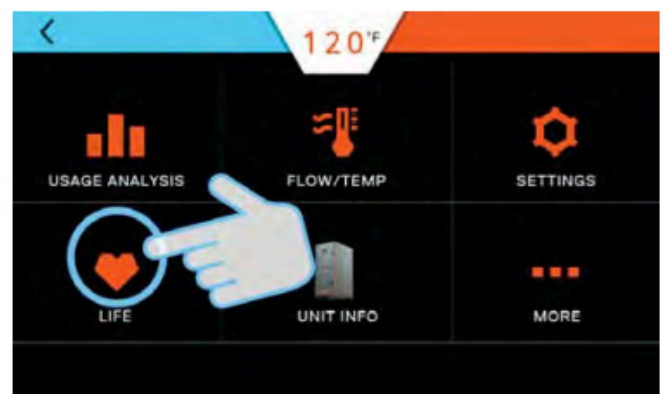 120°F
USAGE ANALYSIS
FLOW/TEMP
SETTINGS
LIFE
UNIT INFO
MORE